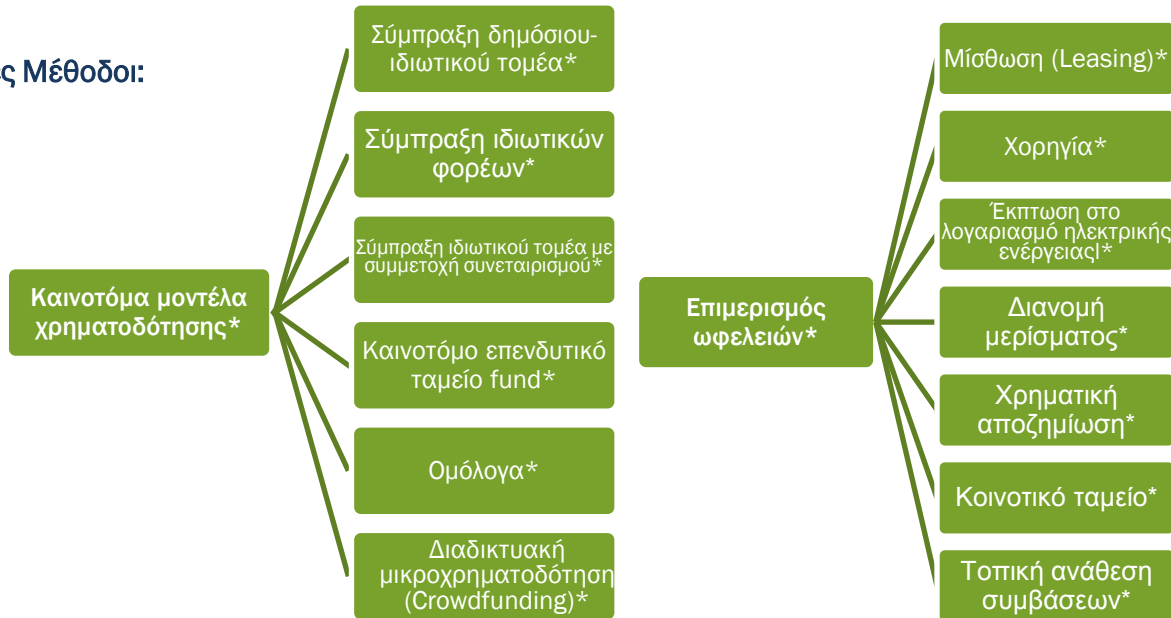 Μέθοδοι:
Καινοτόμα μοντέλα
χρηματοδότησης*
Σύμπραξη δημόσιου-
ιδιωτικού τομέα*
Σύμπραξη ιδιωτικών
φορέων*
Σύμπραξη ιδιωτικού τομέα με
συμμετοχή συνεταιρισμού*
Καινοτόμο επενδυτικό
ταμείο fund*
Ομόλογα*
Διαδικτυακή
μικροχρηματοδότηση
(Crowdfunding)*
Επιμερισμός
ωφελειών*
Μίσθωση (Leasing)*
Χορηγία*
Έκπτωση στο
λογαριασμό ηλεκτρικής
ενέργειαςl*
Διανομή
μερίσματος*
Χρηματική
αποζημίωση*
Κοινοτικό ταμείο*
Τοπική ανάθεση
συμβάσεων*